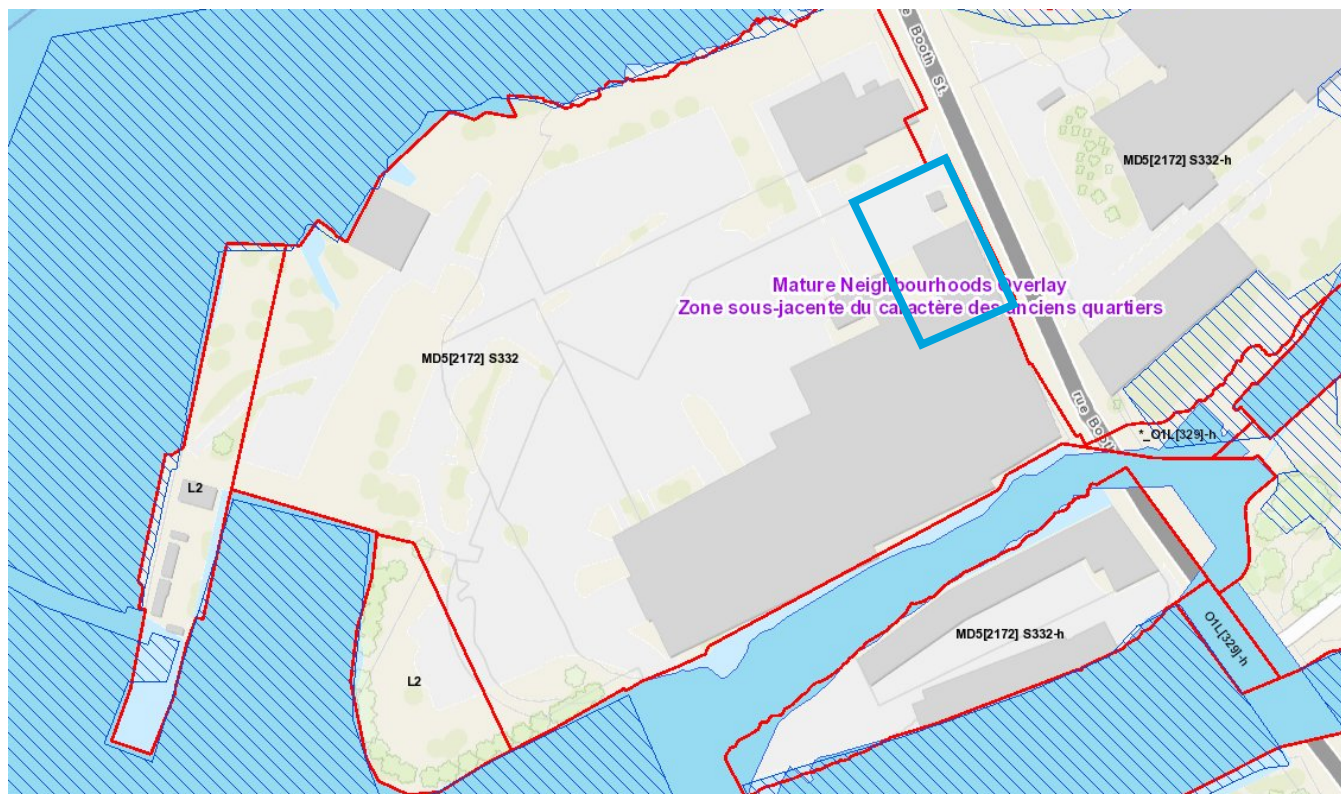 e Booth St.
MD5[2172] S332-h
Mature Neighbourhoods Overlay
Zone sous-jacente du caractère des anciens quartiers
MD5[2172] S332
rue Boot
*_O1L[329]-h
L2
MD5[2172] S332-h
O1L[329]-h
L2